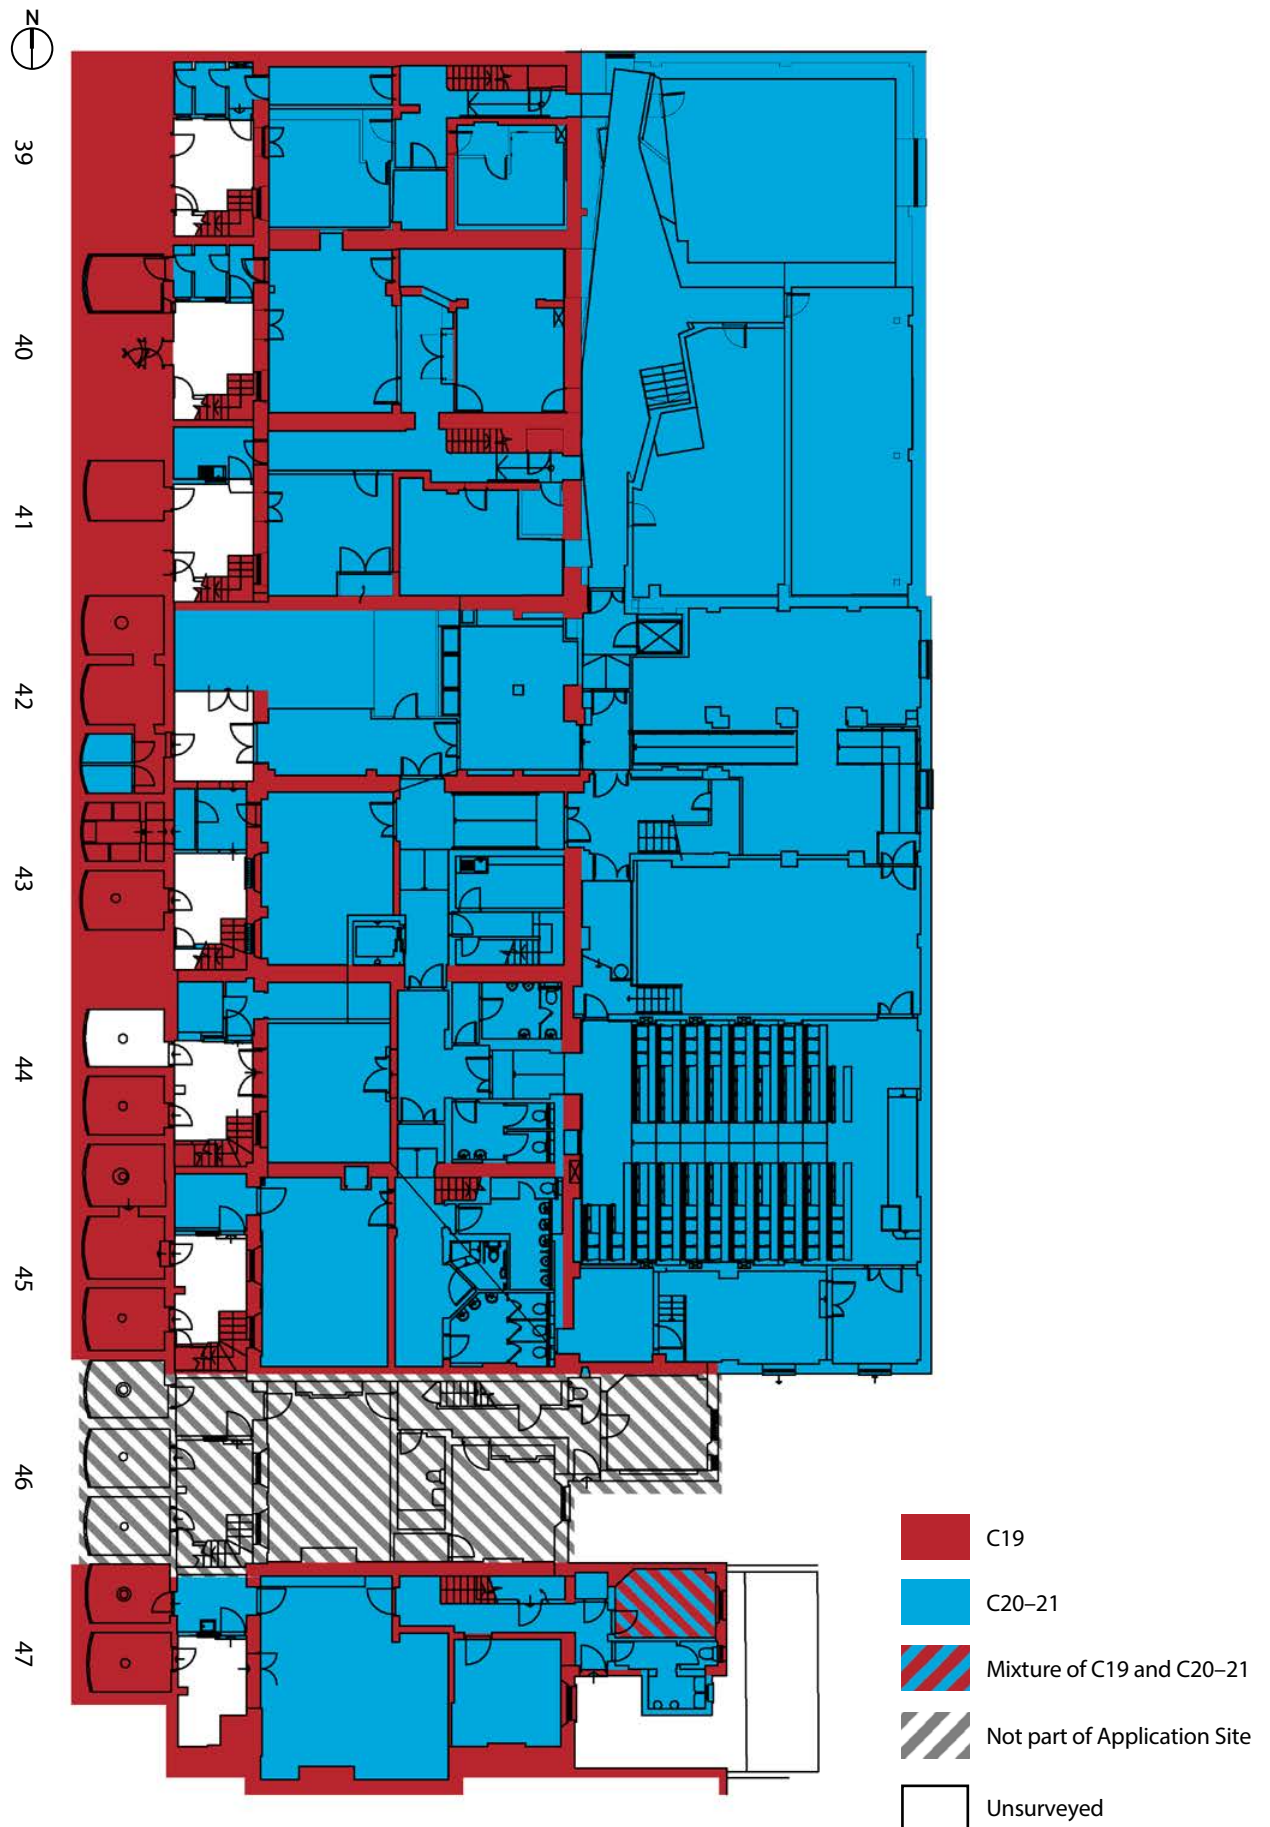 N
39
40
41
42
43
44
45
46
47
C19
C20–21
Mixture of C19 and C20–21
Not part of Application Site
Unsurveyed